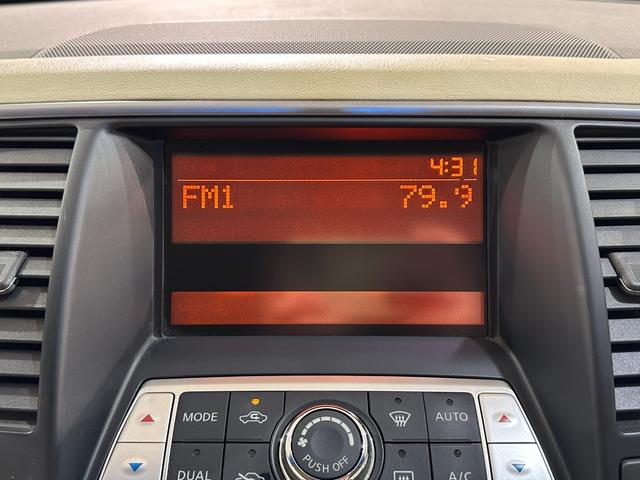 4:31
FM1 79.9
MODE
AUTO
PUSH OFF
DUAL
A/C